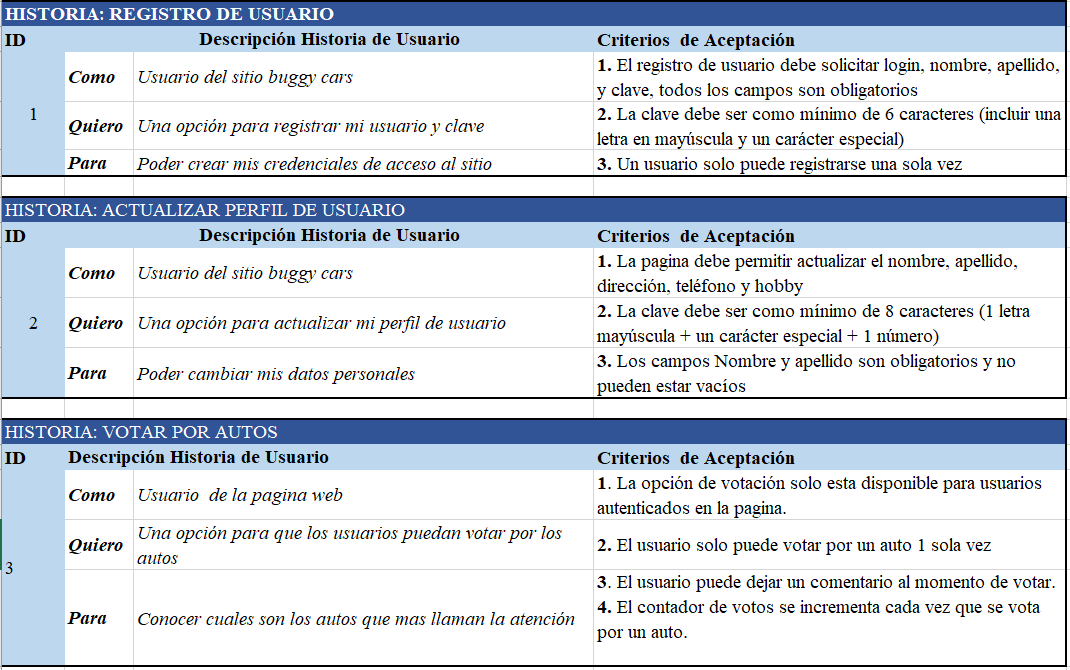 HISTORIA: REGISTRO DE USUARIO
ID Descripción Historia de Usuario Criterios de Aceptación
1
Como Usuario del sitio buggy cars
1. El registro de usuario debe solicitar login, nombre, apellido,
y clave, todos los campos son obligatorios
Quiero Una opción para registrar mi usuario y clave
2. La clave debe ser como mínimo de 6 caracteres (incluir una
letra en mayúscula y un carácter especial)
Para Poder crear mis credenciales de acceso al sitio
3. Un usuario solo puede registrarse una sola vez
HISTORIA: ACTUALIZAR PERFIL DE USUARIO
ID Descripción Historia de Usuario Criterios de Aceptación
2
Como Usuario del sitio buggy cars
1. La pagina debe permitir actualizar el nombre, apellido,
dirección, teléfono y hobby
Quiero Una opción para actualizar mi perfil de usuario
2. La clave debe ser como mínimo de 8 caracteres (1 letra
mayúscula + un carácter especial + 1 número)
Para Poder cambiar mis datos personales
3. Los campos Nombre y apellido son obligatorios y no
pueden estar vacíos
HISTORIA: VOTAR POR AUTOS
ID Descripción Historia de Usuario Criterios de Aceptación
3
Como Usuario de la pagina web
1. La opción de votación solo esta disponible para usuarios
autenticados en la pagina.
Quiero Una opción para que los usuarios puedan votar por los
autos
2. El usuario solo puede votar por un auto 1 sola vez
Para Conocer cuales son los autos que mas llaman la atención
3. El usuario puede dejar un comentario al momento de votar.
4. El contador de votos se incrementa cada vez que se vota
por un auto.